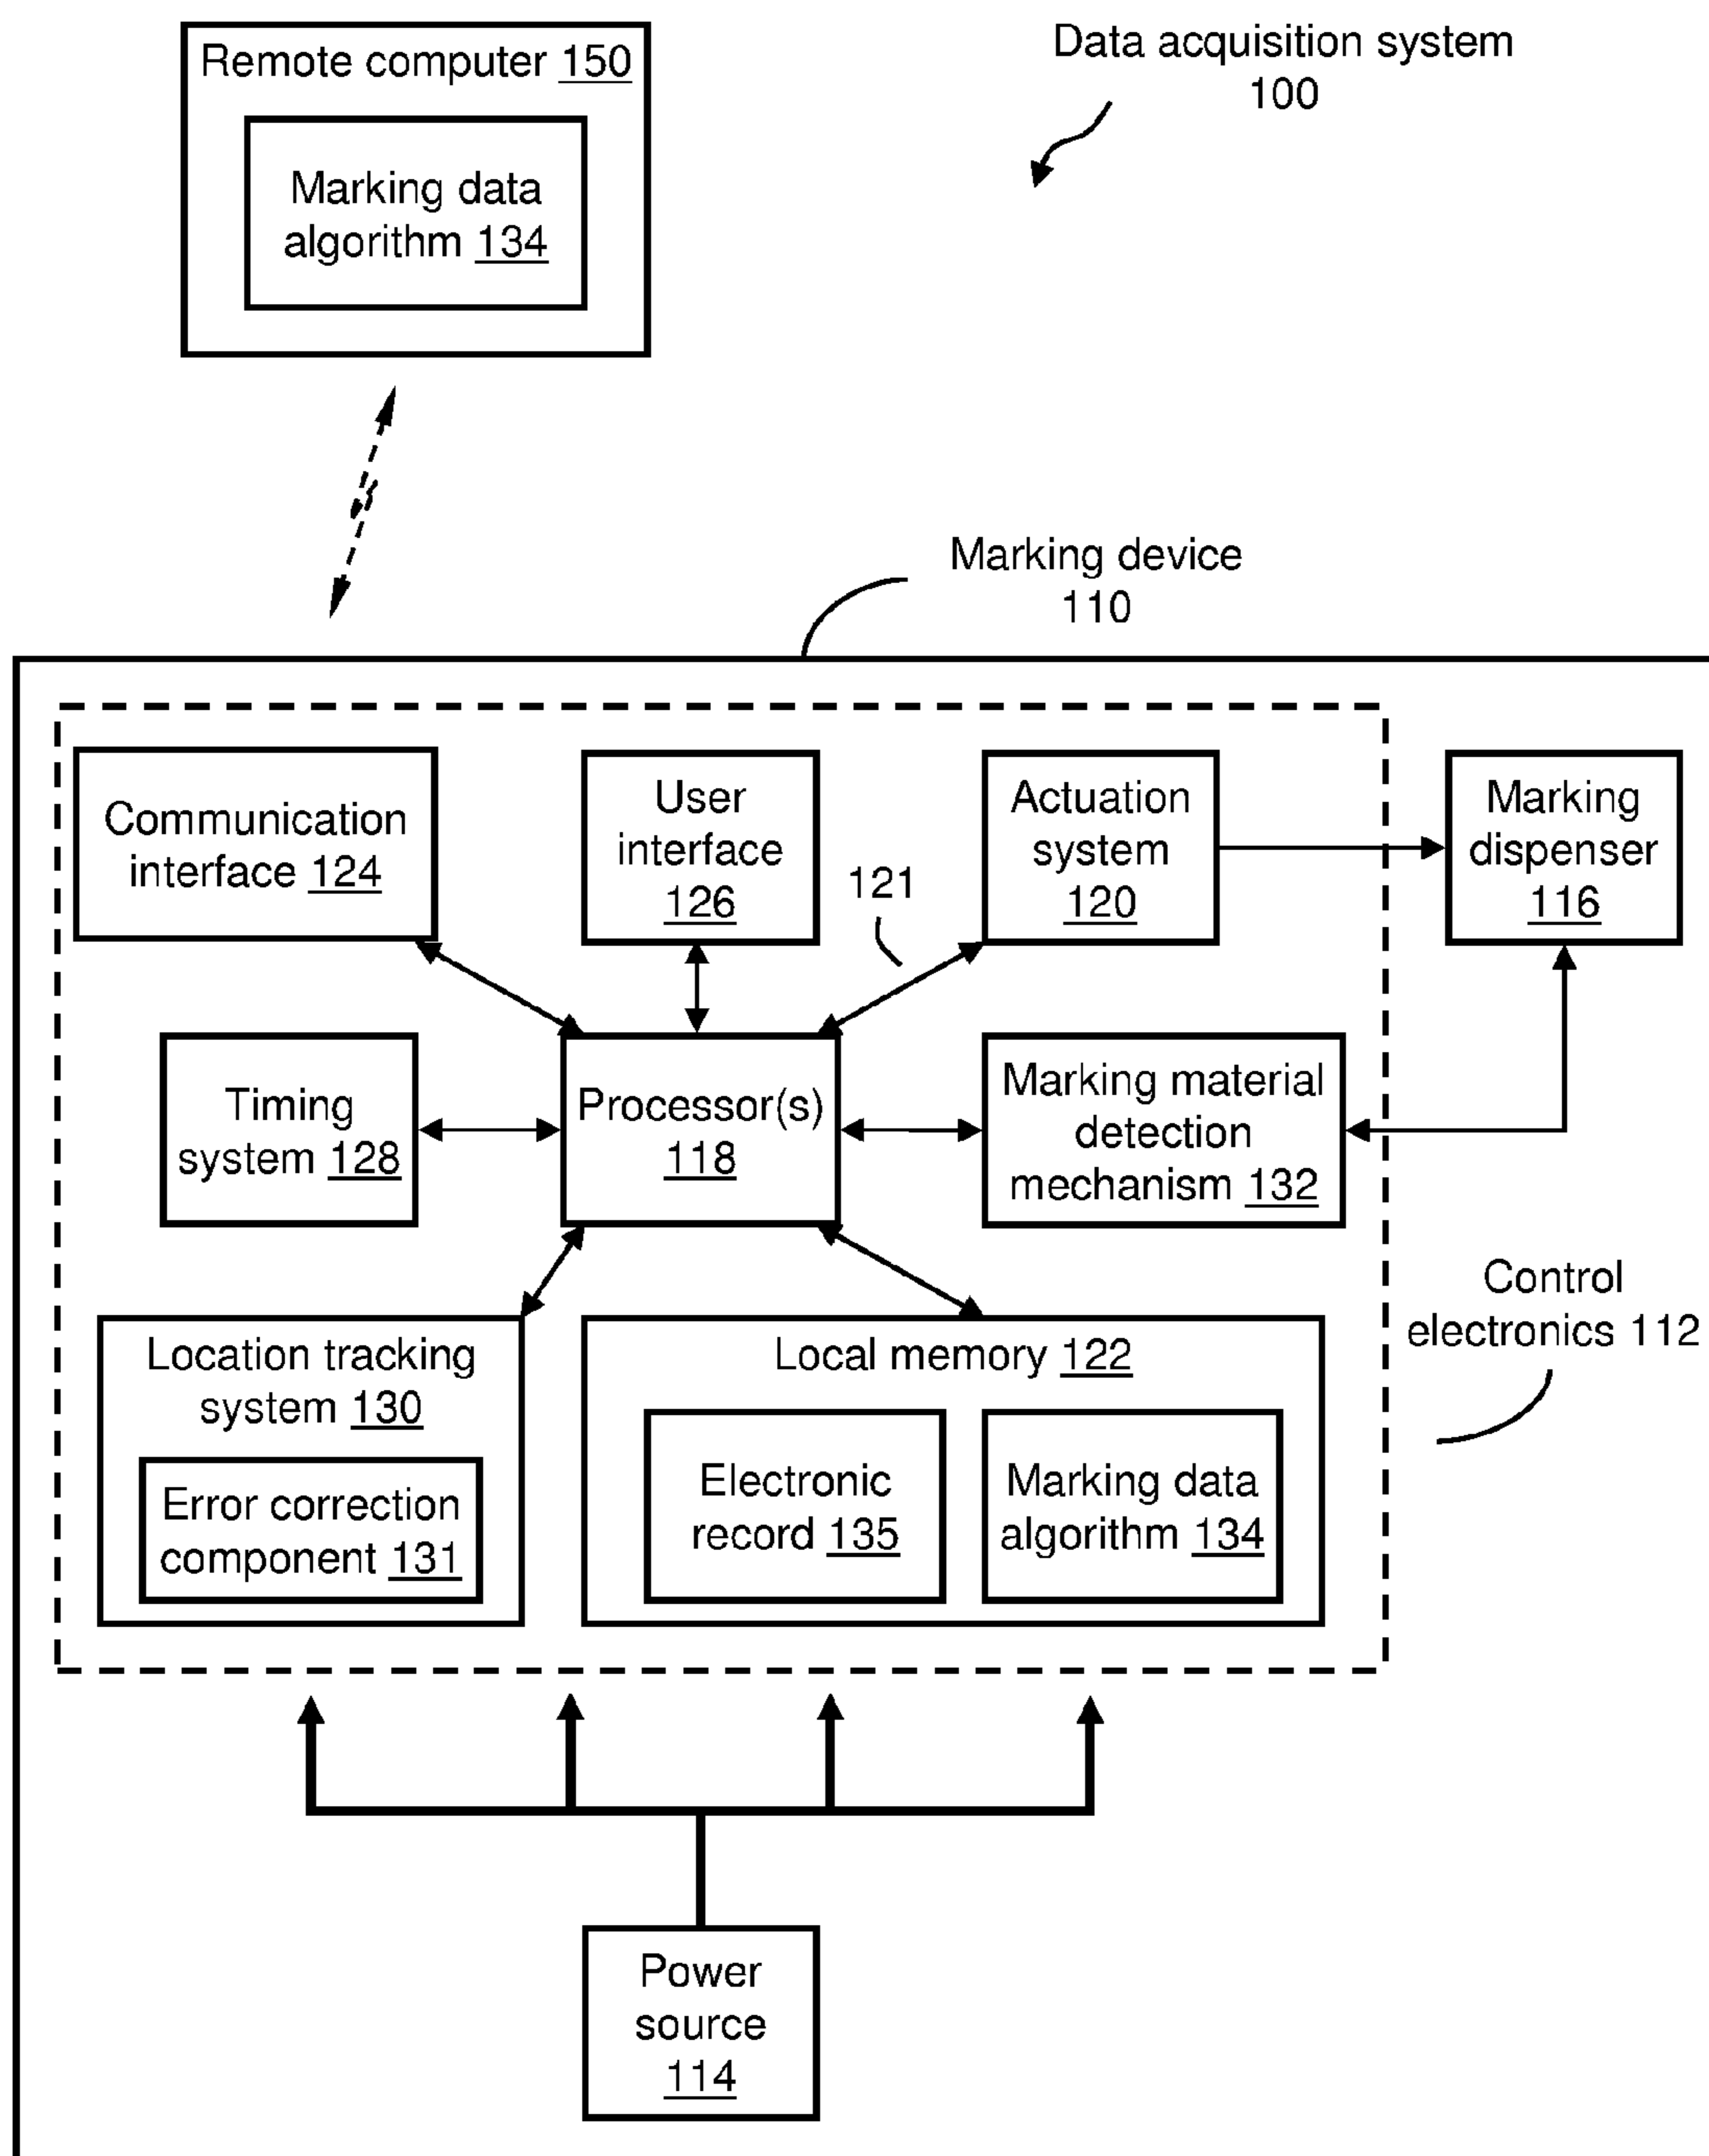 Remote computer 150
Marking data
algorithm 134
Data acquisition system
100
Marking device
110
Communication
interface 124
User
interface
126
Actuation
system
120
Marking
dispenser
116
121
Timing
system 128
Processor(s)
118
Marking material
detection
mechanism 132
Control
electronics 112
Location tracking
system 130
Error correction
component 131
Local memory 122
Electronic
record 135
Marking data
algorithm 134
Power
source
114